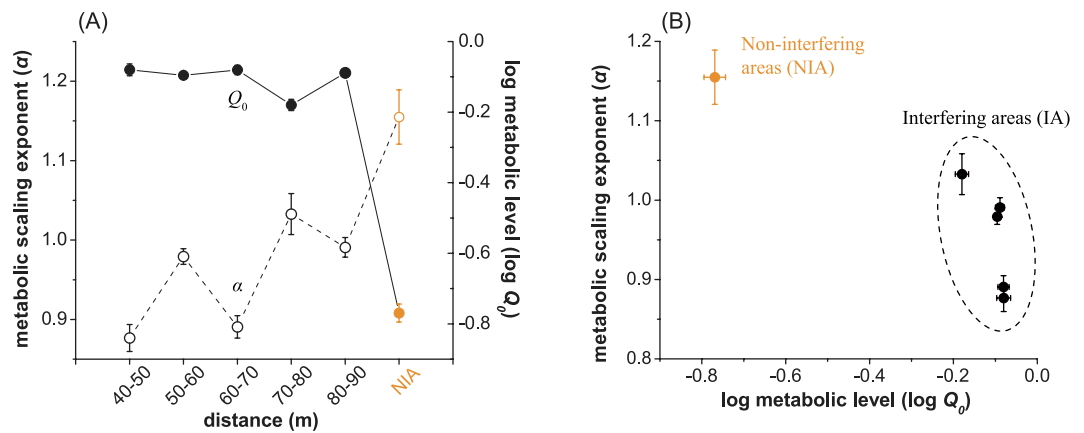 (A)
metabolic scaling exponent (α)
1.2
1.1
1.0
0.9
Q0
α
0.0
-0.2
-0.4
-0.6
-0.8
log metabolic level (log Q0)
40-50
50-60
60-70
70-80
80-90
NIA
distance (m)
(B)
metabolic scaling exponent (α)
1.2
1.1
1.0
0.9
0.8
Non-interfering
areas (NIA)
Interfering areas (IA)
-0.8
-0.6
-0.4
-0.2
0.0
log metabolic level (log Q0)